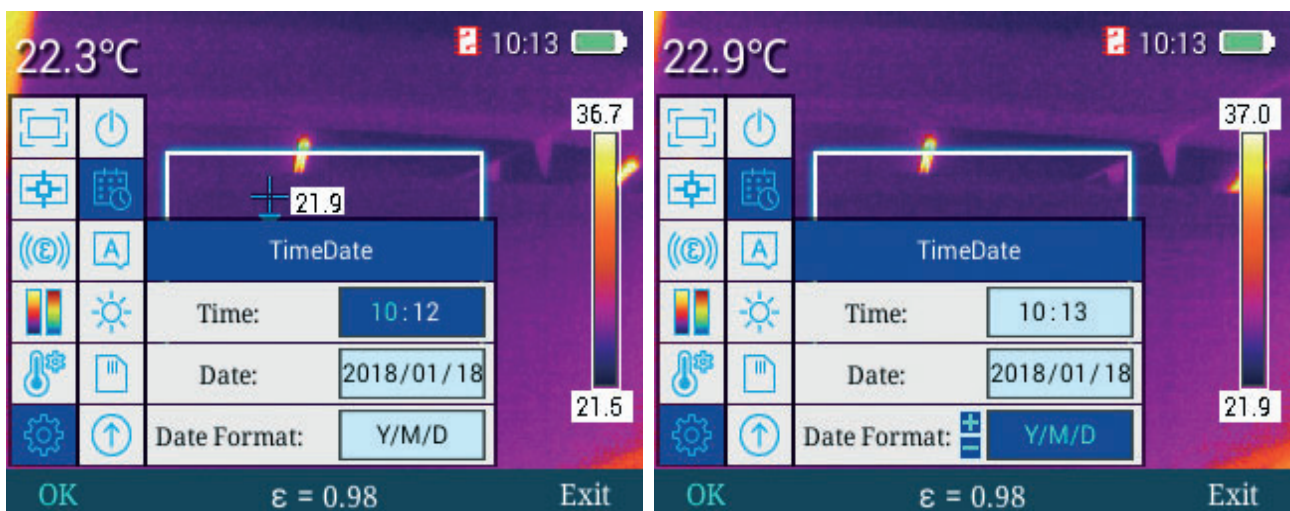 22.3°C 10:13
36.7
21.9
((ε)) A
TimeDate
Time: 10:12
Date: 2018/01/18
21.5
Date Format: Y/M/D
OK ε = 0.98 Exit
22.9°C 10:13
37.0
((ε)) A
TimeDate
Time: 10:13
Date: 2018/01/18
21.9
Date Format: + - Y/M/D
OK ε = 0.98 Exit